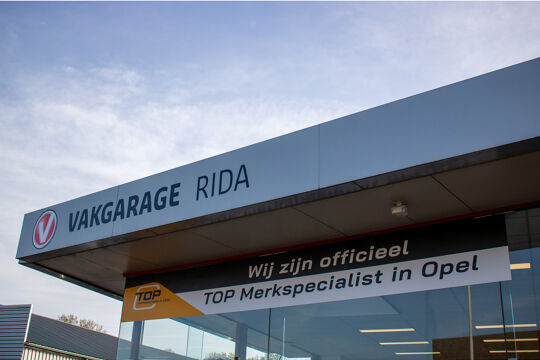 V VAKGARAGE RIDA
Wij zijn officieel
TOP Merkspecialist in Opel
TOP